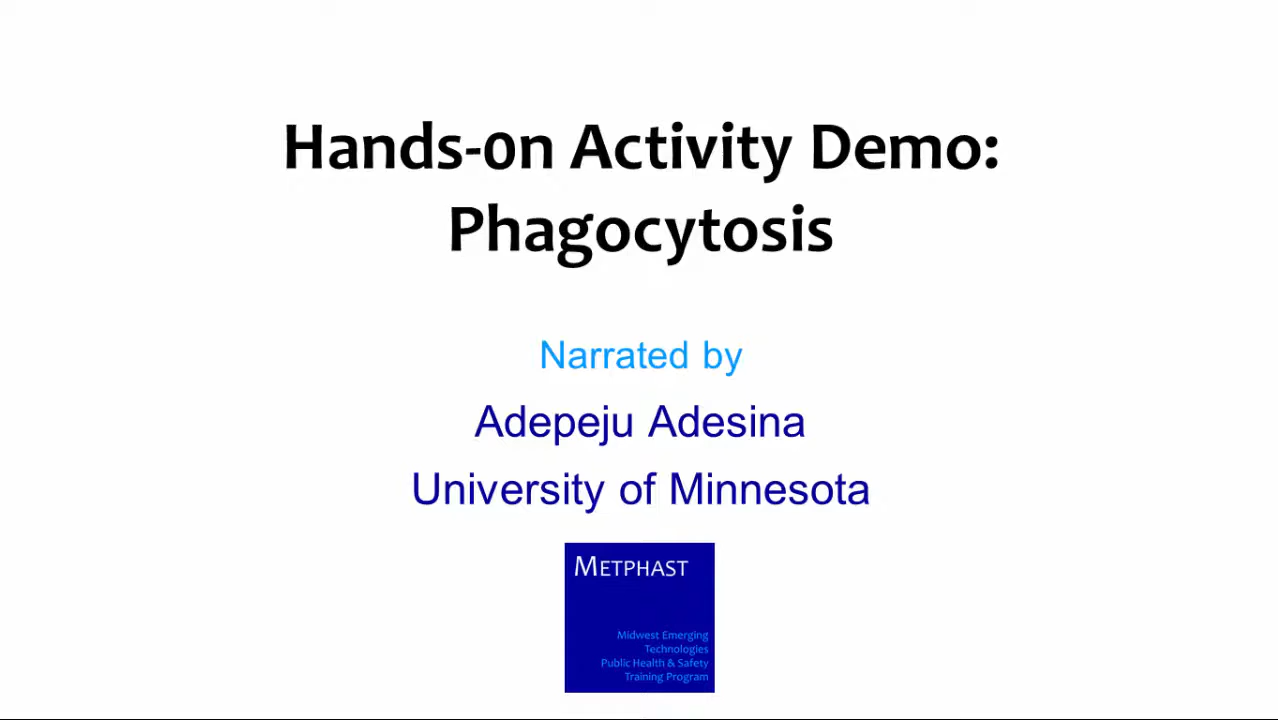 Hands-0n Activity Demo:
Phagocytosis
Narrated by
Adepeju Adesina
University of Minnesota
METPHAST
Midwest Emerging
Technologies
Public Health & Safety
Training Program